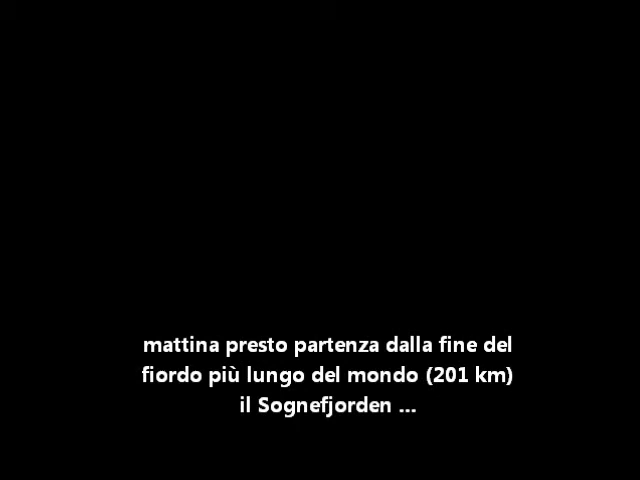 mattina presto partenza dalla fine del
fiordo più lungo del mondo (201 km)
il Sognefjorden ...